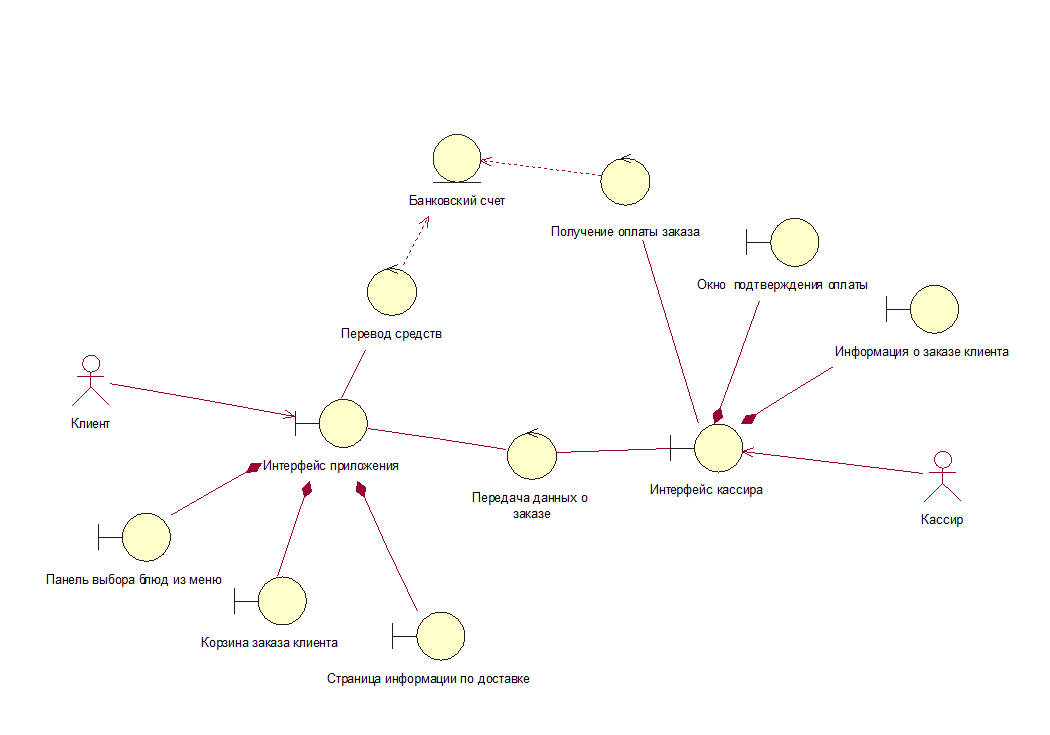 Банковский счет
Получение оплаты заказа
Окно подтверждения оплаты
Перевод средств
Информация о заказе клиента
Клиент
Интерфейс приложения
Передача данных о
заказе
Интерфейс кассира
Кассир
Панель выбора блюд из меню
Корзина заказа клиента
Страница информации по доставке